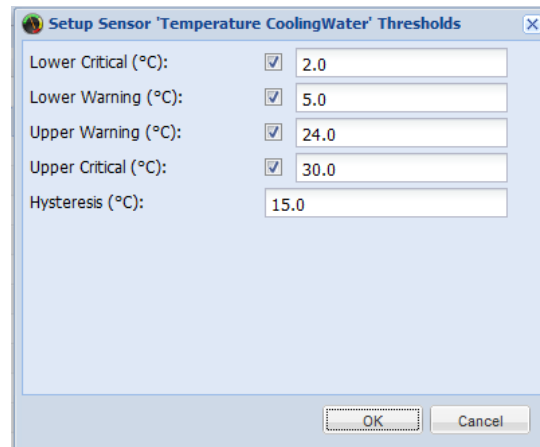 Setup Sensor 'Temperature CoolingWater' Thresholds
Lower Critical (°C): 2.0
Lower Warning (°C): 5.0
Upper Warning (°C): 24.0
Upper Critical (°C): 30.0
Hysteresis (°C): 15.0
OK Cancel